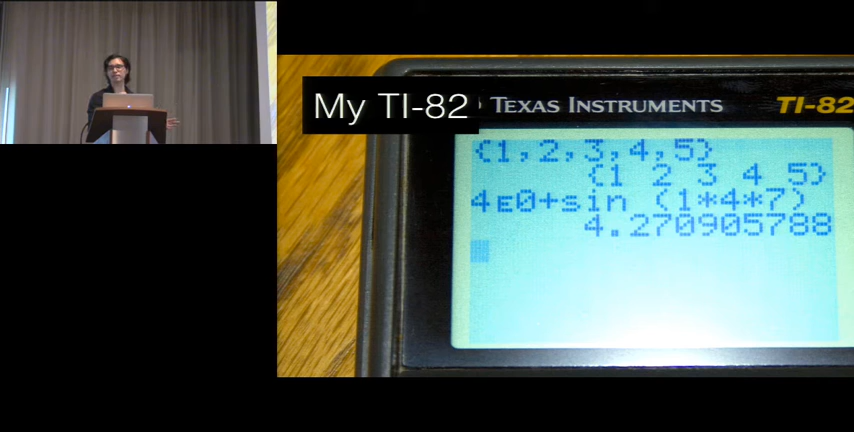 My TI-82
TEXAS INSTRUMENTS TI-82
{1,2,3,4,5}
{1 2 3 4 5}
4ᴇ0+sin (1*4*7)
4.270905788